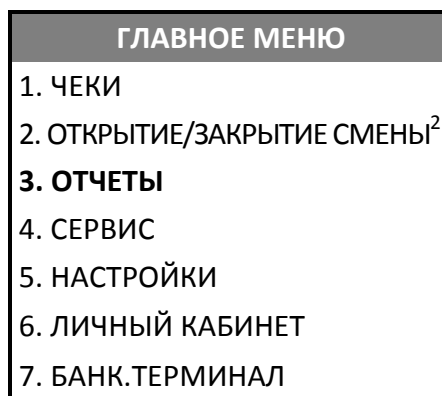 ГЛАВНОЕ МЕНЮ
1. ЧЕКИ
2. ОТКРЫТИЕ/ЗАКРЫТИЕ СМЕНЫ²
3. ОТЧЕТЫ
4. СЕРВИС
5. НАСТРОЙКИ
6. ЛИЧНЫЙ КАБИНЕТ
7. БАНК.ТЕРМИНАЛ